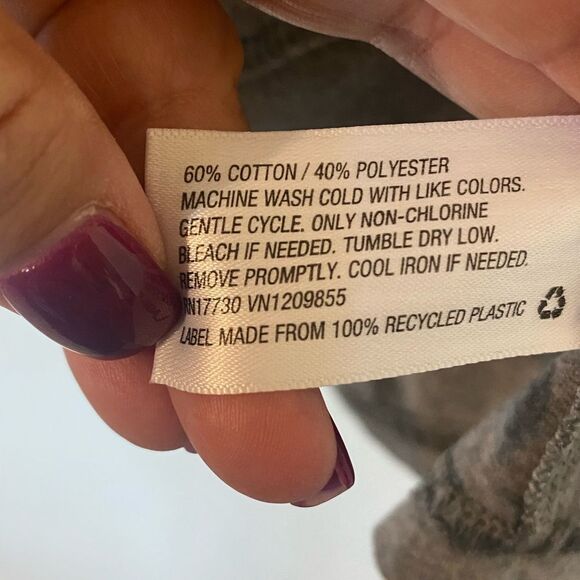 60% COTTON / 40% POLYESTER
MACHINE WASH COLD WITH LIKE COLORS.
GENTLE CYCLE. ONLY NON-CHLORINE
BLEACH IF NEEDED. TUMBLE DRY LOW.
REMOVE PROMPTLY. COOL IRON IF NEEDED.
RN17730 VN1209855
LABEL MADE FROM 100% RECYCLED PLASTIC